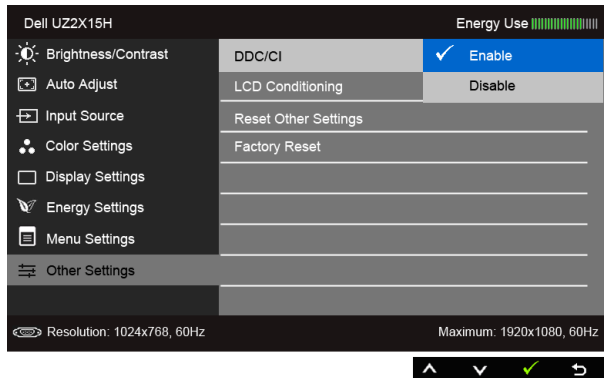 Dell UZ2X15H
Energy Use
Brightness/Contrast
Auto Adjust
Input Source
Color Settings
Display Settings
Energy Settings
Menu Settings
Other Settings
DDC/CI
LCD Conditioning
Reset Other Settings
Factory Reset
Enable
Disable
Resolution: 1024x768, 60Hz
Maximum: 1920x1080, 60Hz